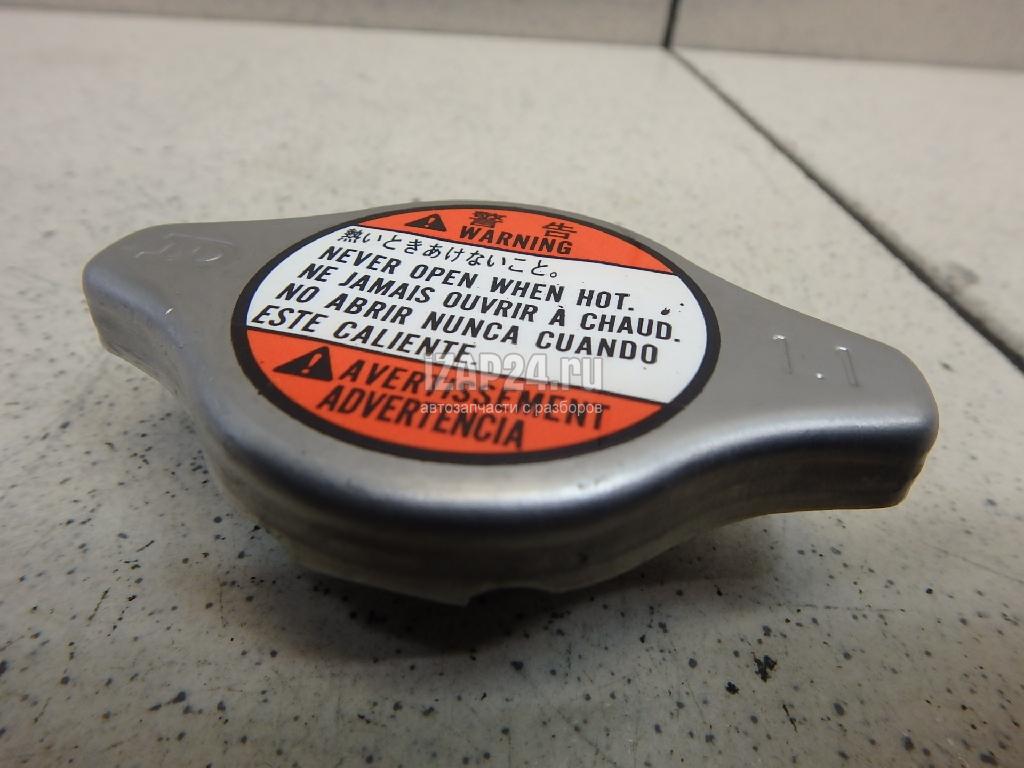 警告
WARNING
熱いときあけないこと。
NEVER OPEN WHEN HOT.
NE JAMAIS OUVRIR À CHAUD.
NO ABRIR NUNCA CUANDO
ESTE CALIENTE.
AVERTISSEMENT
ADVERTENCIA
1.1
IZAP24.ru
автозапчасти с разборов